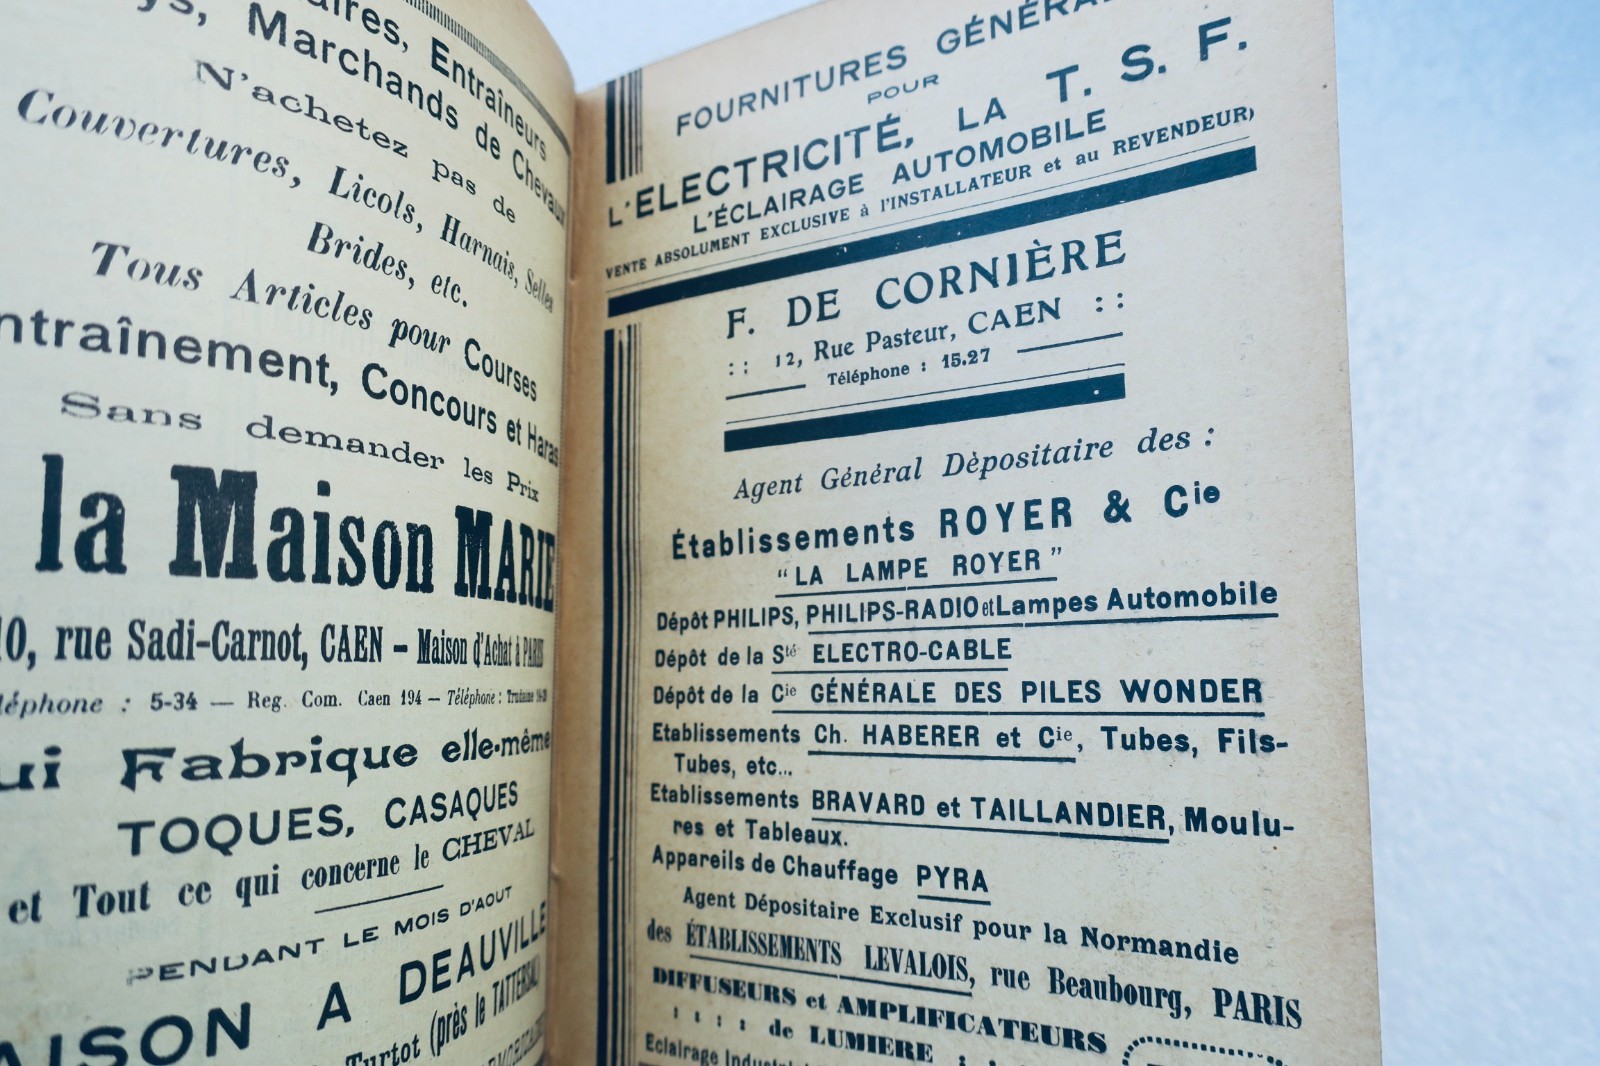 Entraîneurs
Marchands de Chevaux
N'achetez pas de
Couvertures, Licols, Harnais, Selles
Brides, etc.
Tous Articles pour Courses
Concours et Haras
Sans demander les Prix
la Maison MARIE
10, rue Sadi-Carnot, CAEN - Maison d'Achat à PARIS
: 5-34 — Reg. Com. Caen 194 — Téléphone :
Fabrique elle-même
TOQUES, CASAQUES
et Tout ce qui concerne le CHEVAL
PENDANT LE MOIS D'AOUT
A DEAUVILLE
Turtot (près le TATTERSALL)
FOURNITURES
POUR
L'ELECTRICITÉ, LA T. S. F.
L'ÉCLAIRAGE AUTOMOBILE
VENTE ABSOLUMENT EXCLUSIVE à l'INSTALLATEUR et au REVENDEUR)
F. DE CORNIÈRE
:: 12, Rue Pasteur, CAEN ::
Téléphone : 15.27
Agent Général Dèpositaire des :
Établissements ROYER & Cie
“LA LAMPE ROYER”
Dépôt PHILIPS, PHILIPS-RADIO et Lampes Automobile
Dépôt de la Sté ELECTRO-CABLE
Dépôt de la Cie GÉNÉRALE DES PILES WONDER
Etablissements Ch. HABERER et Cie, Tubes, Fils-
Tubes, etc...
Etablissements BRAVARD et TAILLANDIER, Moulu-
res et Tableaux.
Appareils de Chauffage PYRA
Agent Dépositaire Exclusif pour la Normandie
des ÉTABLISSEMENTS LEVALOIS, rue Beaubourg, PARIS
DIFFUSEURS et AMPLIFICATEURS
: : : : de LUMIERE :
Eclairage